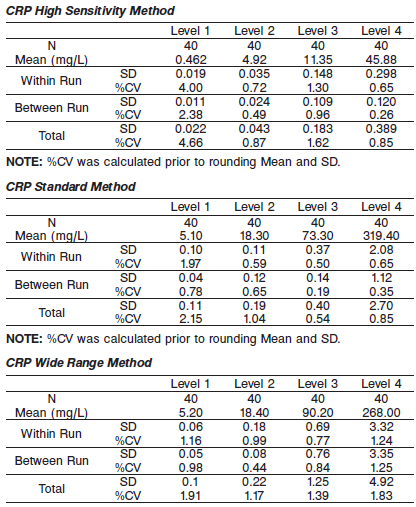 CRP High Sensitivity Method
Level 1 Level 2 Level 3 Level 4
N 40 40 40 40
Mean (mg/L) 0.462 4.92 11.35 45.88
Within Run SD 0.019 0.035 0.148 0.298
%CV 4.00 0.72 1.30 0.65
Between Run SD 0.011 0.024 0.109 0.120
%CV 2.38 0.49 0.96 0.26
Total SD 0.022 0.043 0.183 0.389
%CV 4.66 0.87 1.62 0.85
NOTE: %CV was calculated prior to rounding Mean and SD.
CRP Standard Method
Level 1 Level 2 Level 3 Level 4
N 40 40 40 40
Mean (mg/L) 5.10 18.30 73.30 319.40
Within Run SD 0.10 0.11 0.37 2.08
%CV 1.97 0.59 0.50 0.65
Between Run SD 0.04 0.12 0.14 1.12
%CV 0.78 0.65 0.19 0.35
Total SD 0.11 0.19 0.40 2.70
%CV 2.15 1.04 0.54 0.85
NOTE: %CV was calculated prior to rounding Mean and SD.
CRP Wide Range Method
Level 1 Level 2 Level 3 Level 4
N 40 40 40 40
Mean (mg/L) 5.20 18.40 90.20 268.00
Within Run SD 0.06 0.18 0.69 3.32
%CV 1.16 0.99 0.77 1.24
Between Run SD 0.05 0.08 0.76 3.35
%CV 0.98 0.44 0.84 1.25
Total SD 0.1 0.22 1.25 4.92
%CV 1.91 1.17 1.39 1.83